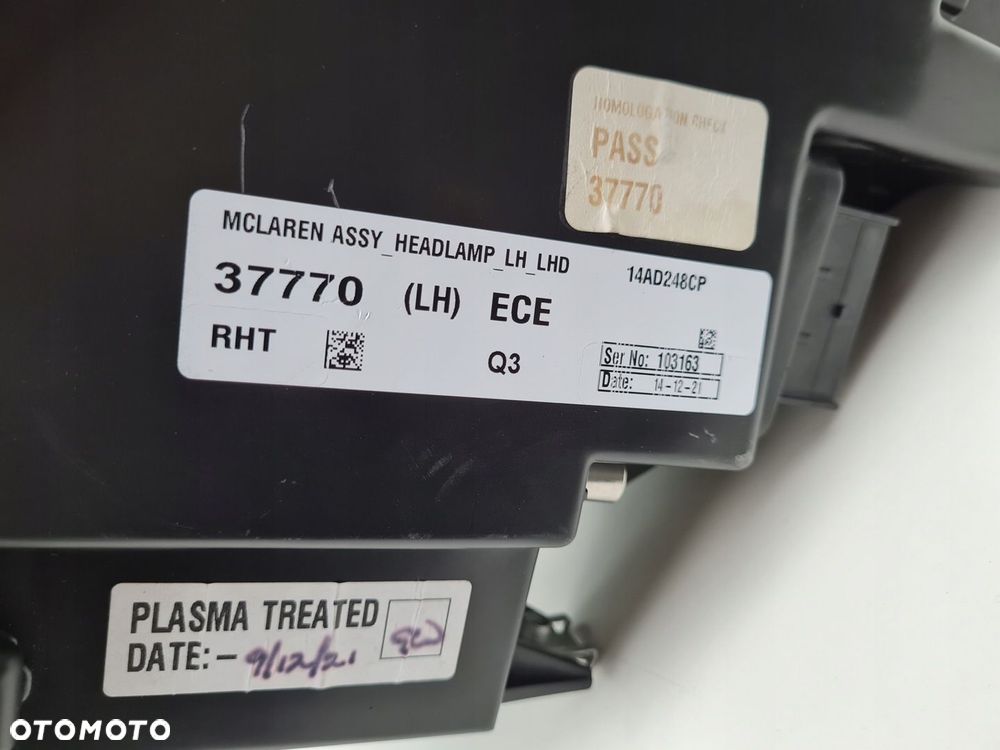 HOMOLOGATION CHECK
PASS
37770
MCLAREN ASSY_HEADLAMP_LH_LHD
14AD248CP
37770 (LH) ECE
RHT
Q3
Ser No: 103163
Date: 14-12-21
PLASMA TREATED
DATE:- 9/12/21
OTOMOTO